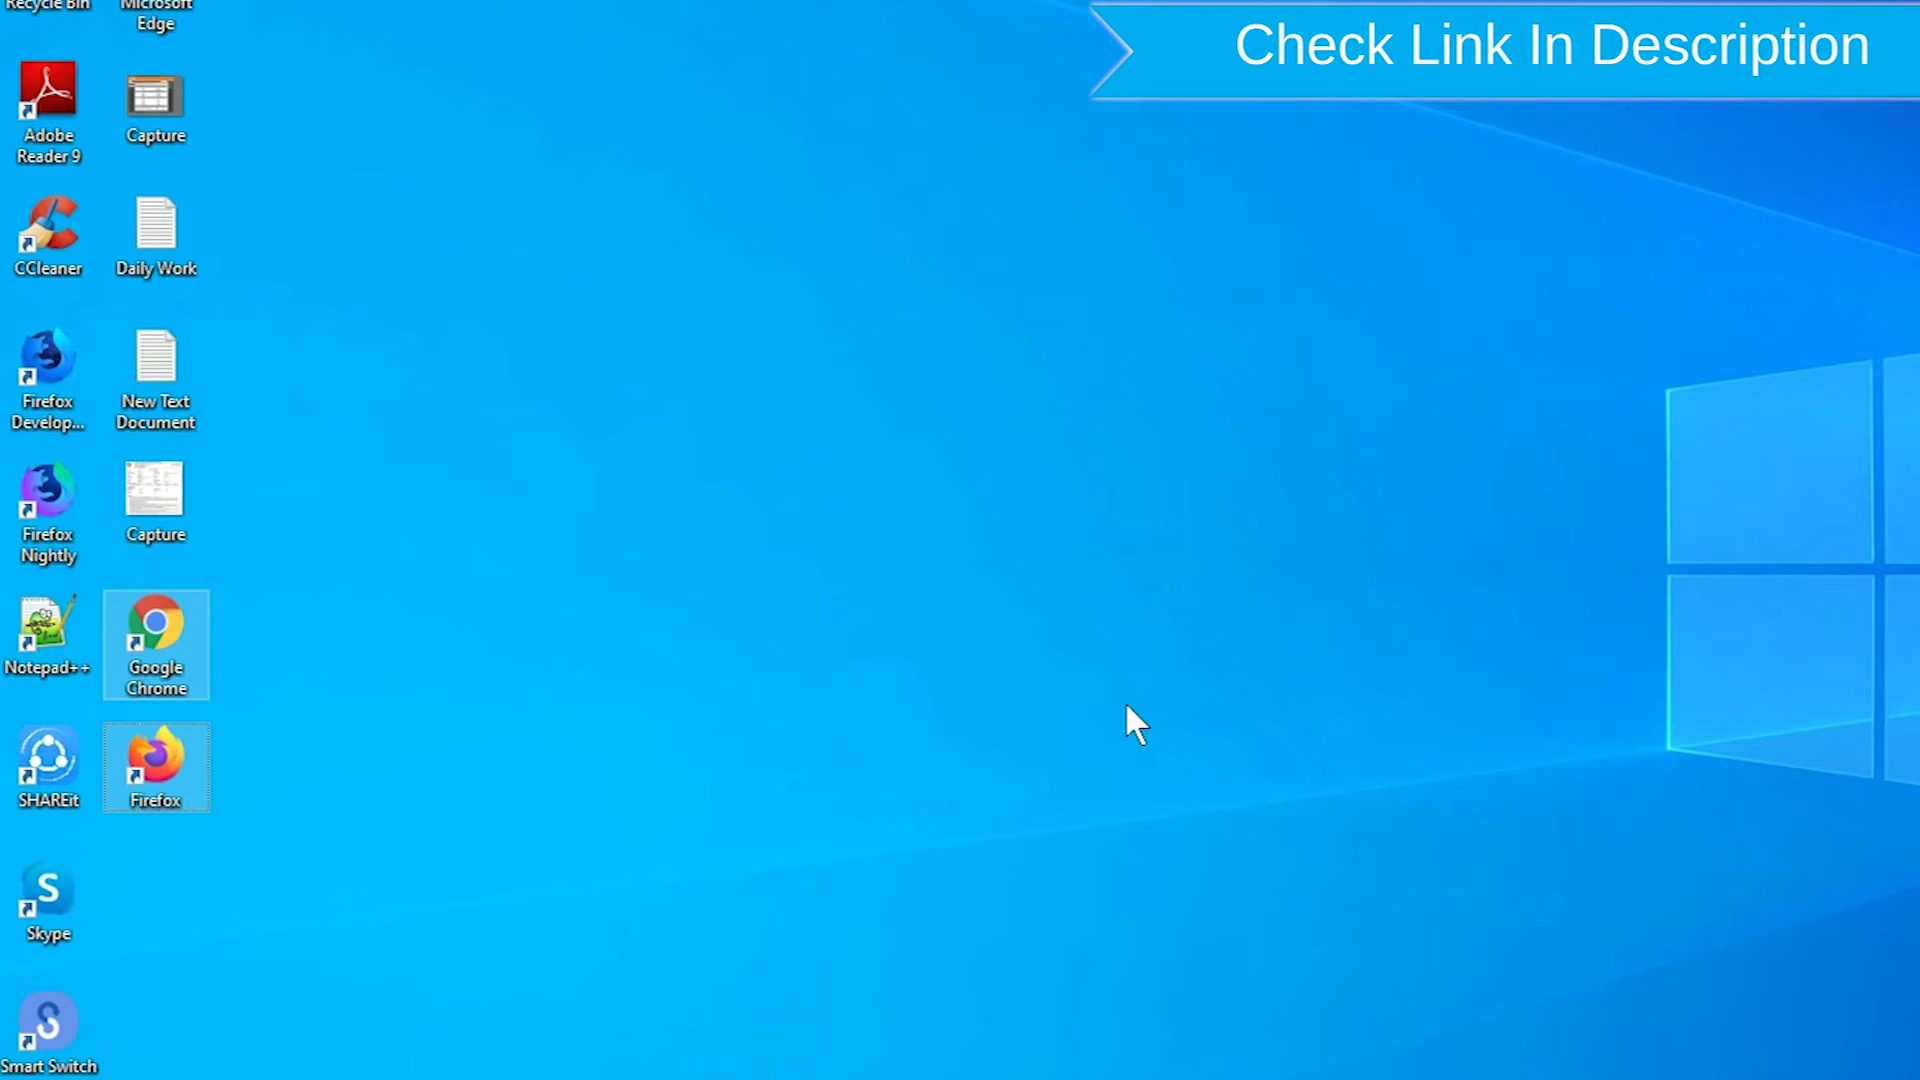 Recycle Bin
Microsoft
Edge
Check Link In Description
Adobe
Reader 9
Capture
CCleaner
Daily Work
Firefox
Develop...
New Text
Document
Firefox
Nightly
Capture
Notepad++
Google
Chrome
SHAREit
Firefox
S
Skype
Smart Switch